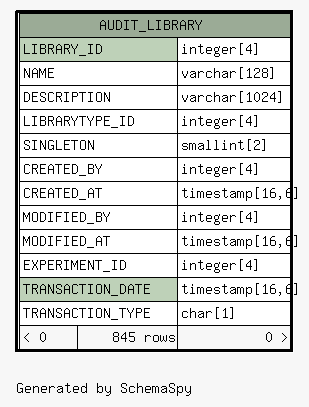 AUDIT_LIBRARY
LIBRARY_ID integer[4]
NAME varchar[128]
DESCRIPTION varchar[1024]
LIBRARYTYPE_ID integer[4]
SINGLETON smallint[2]
CREATED_BY integer[4]
CREATED_AT timestamp[16,6]
MODIFIED_BY integer[4]
MODIFIED_AT timestamp[16,6]
EXPERIMENT_ID integer[4]
TRANSACTION_DATE timestamp[16,6]
TRANSACTION_TYPE char[1]
< 0 845 rows 0 >
Generated by SchemaSpy